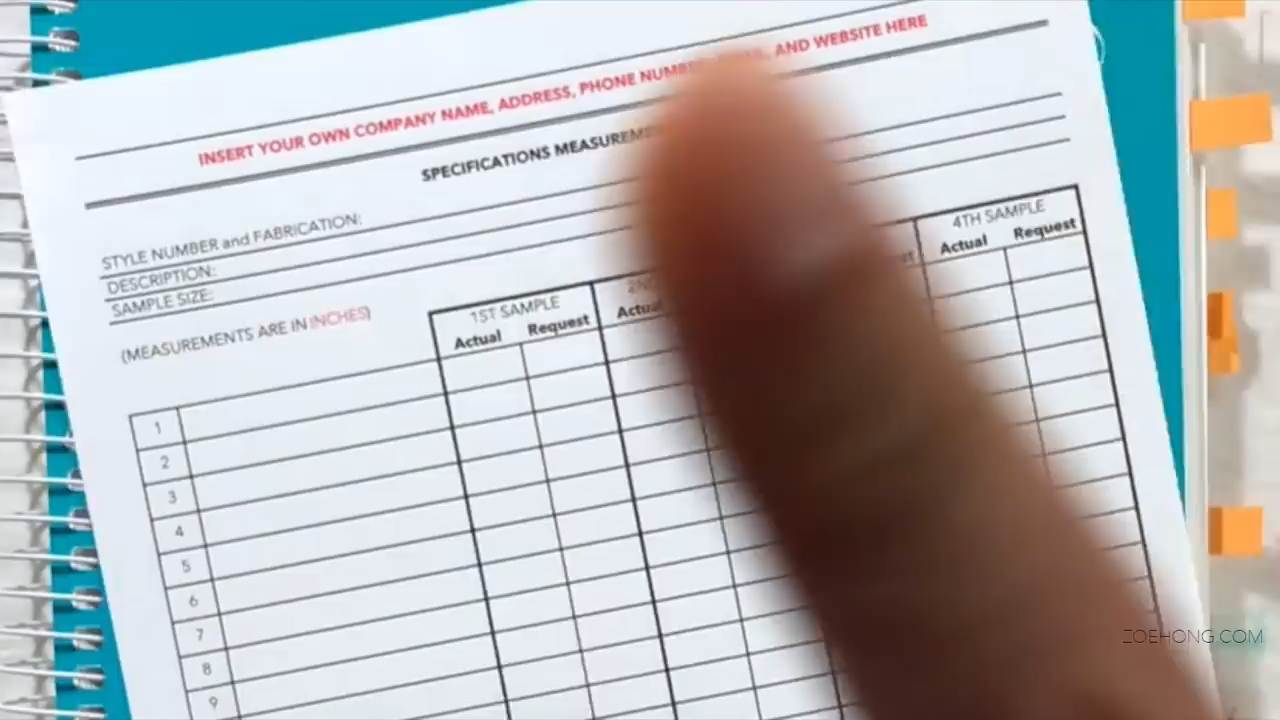 INSERT YOUR OWN COMPANY NAME, ADDRESS, PHONE AND WEBSITE HERE
SPECIFICATIONS
STYLE NUMBER and FABRICATION:
DESCRIPTION:
SAMPLE SIZE:
(MEASUREMENTS ARE IN INCHES)
1ST SAMPLE 4TH SAMPLE
Actual Request Actual Actual Request
1
2
3
4
5
6
7
8
9
ZOEHONG.COM